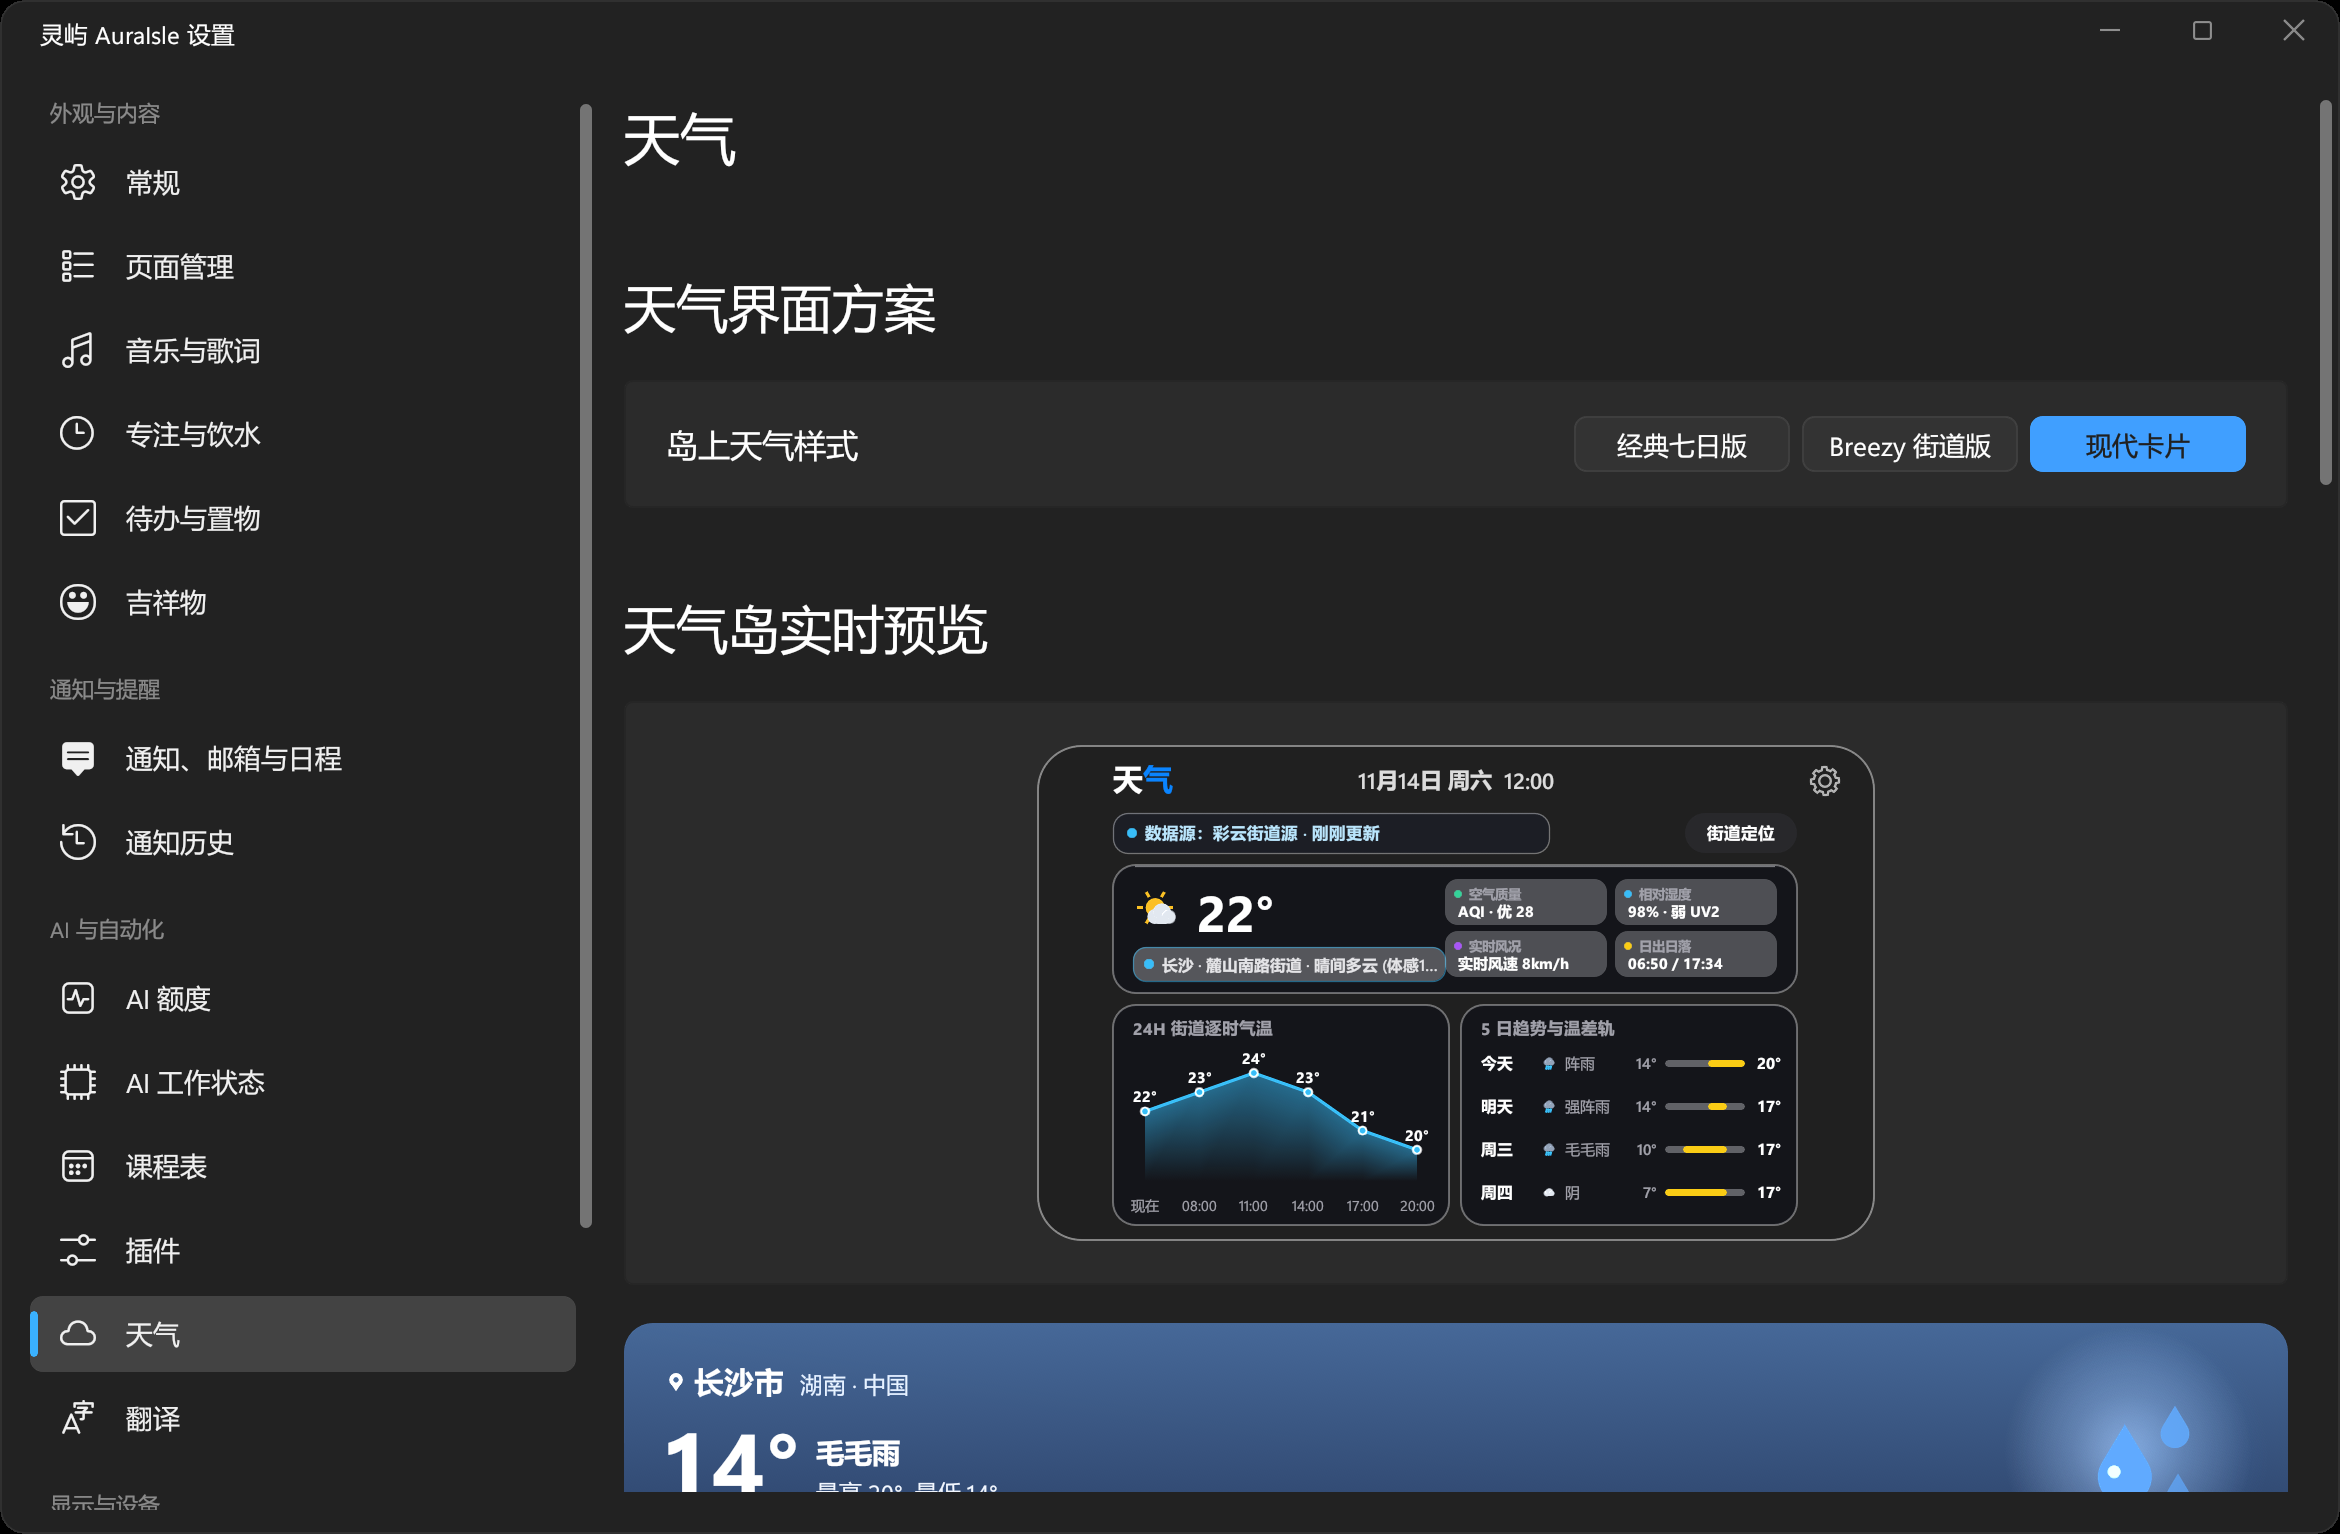 灵屿 AuraIsle 设置
外观与内容
常规
页面管理
音乐与歌词
专注与饮水
待办与置物
吉祥物
通知与提醒
通知、邮箱与日程
通知历史
AI 与自动化
AI 额度
AI 工作状态
课程表
插件
天气
翻译
显示与设备
天气
天气界面方案
岛上天气样式
经典七日版
Breezy 街道版
现代卡片
天气岛实时预览
天气
11月14日 周六 12:00
数据源：彩云街道源 · 刚刚更新
街道定位
22°
长沙 · 麓山南路街道 · 晴间多云 (体感1...
空气质量
AQI · 优 28
相对湿度
98% · 弱 UV2
实时风况
实时风速 8km/h
日出日落
06:50 / 17:34
24H 街道逐时气温
22° 23° 24° 23° 21° 20°
现在 08:00 11:00 14:00 17:00 20:00
5 日趋势与温差轨
今天 阵雨 14° 20°
明天 强阵雨 14° 17°
周三 毛毛雨 10° 17°
周四 阴 7° 17°
长沙市 湖南 · 中国
14° 毛毛雨
最高 20° 最低 14°